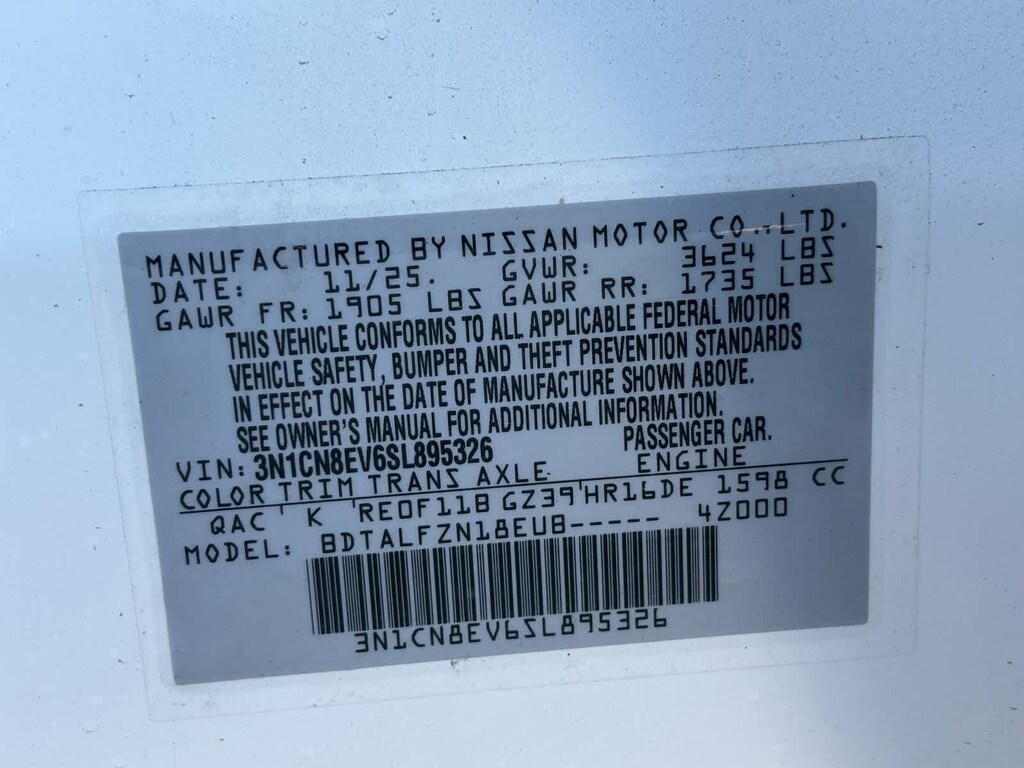 MANUFACTURED BY NISSAN MOTOR CO., LTD.
DATE: 11/25. GVWR: 3624 LBS
GAWR FR: 1905 LBS GAWR RR: 1735 LBS
THIS VEHICLE CONFORMS TO ALL APPLICABLE FEDERAL MOTOR
VEHICLE SAFETY, BUMPER AND THEFT PREVENTION STANDARDS
IN EFFECT ON THE DATE OF MANUFACTURE SHOWN ABOVE.
SEE OWNER'S MANUAL FOR ADDITIONAL INFORMATION.
VIN: 3N1CN8EV6SL895326 PASSENGER CAR.
COLOR TRIM TRANS AXLE ENGINE
QAC K RE0F11B GZ39 HR16DE 1598 CC
MODEL: BDTALFZN18EUB----- 4Z000
3N1CN8EV6SL895326